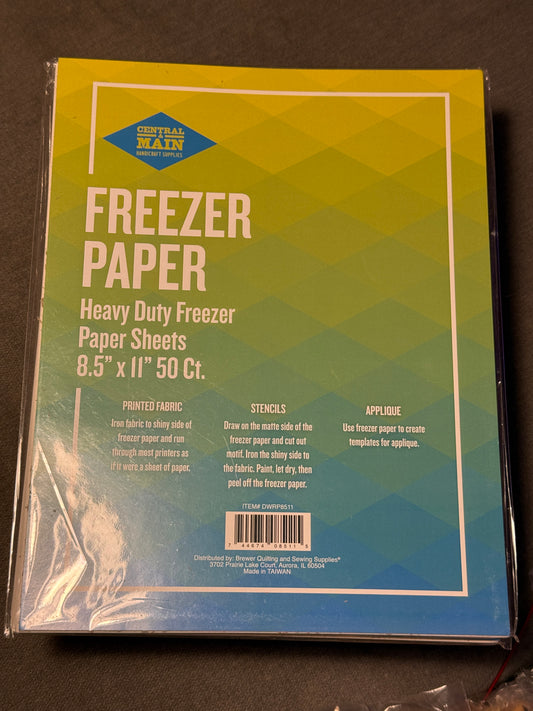 CENTRAL
& MAIN
HANDICRAFT SUPPLIES
FREEZER
PAPER
Heavy Duty Freezer
Paper Sheets
8.5" x 11" 50 Ct.
PRINTED FABRIC
Iron fabric to shiny side of
freezer paper and run
through most printers as
if it were a sheet of paper.
STENCILS
Draw on the matte side of the
freezer paper and cut out
motif. Iron the shiny side to
the fabric. Paint, let dry, then
peel off the freezer paper.
APPLIQUE
Use freezer paper to create
templates for applique.
ITEM# DWRP8511
7 44674 08511 5
Distributed by: Brewer Quilting and Sewing Supplies®
3702 Prairie Lake Court, Aurora, IL 60504
Made in TAIWAN